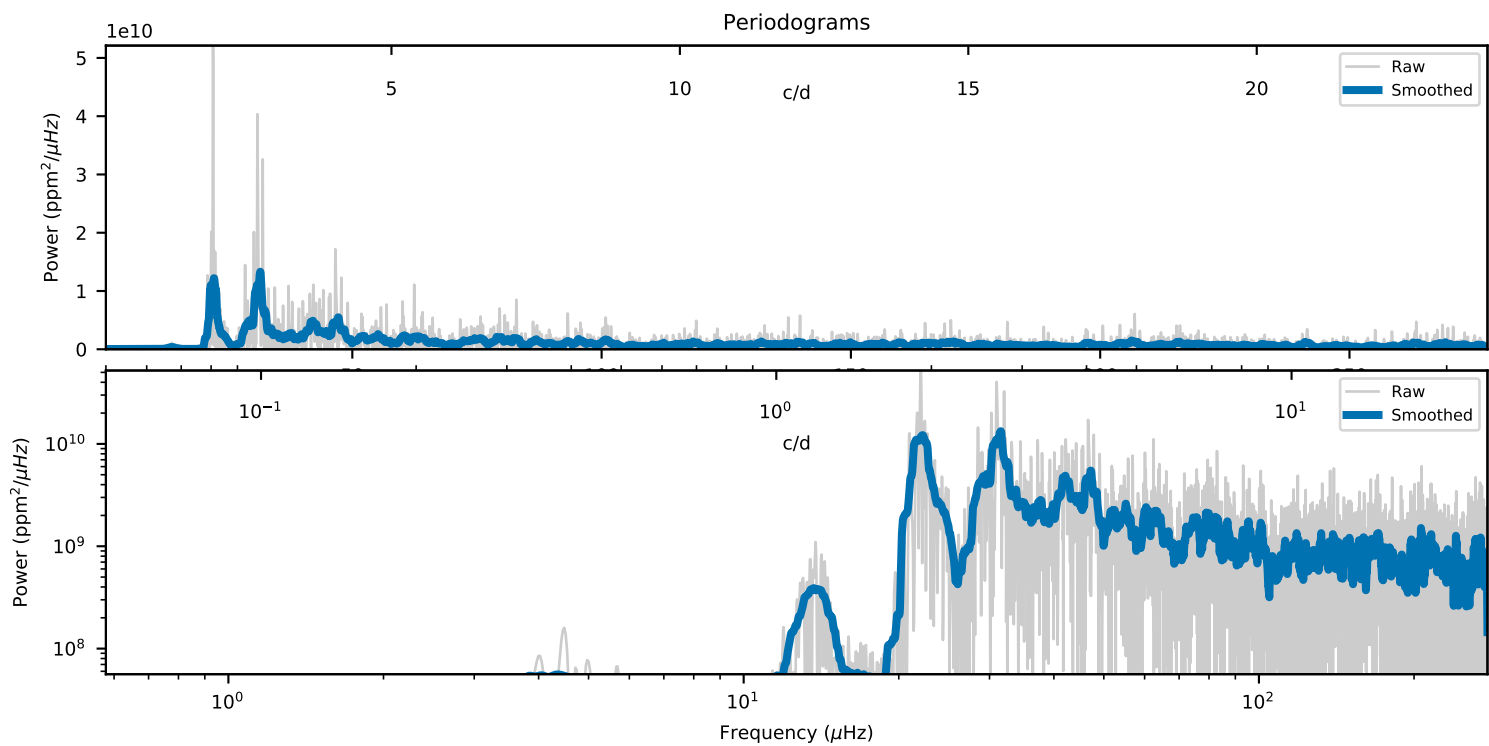 Periodograms
1e10
5 10 15 20
c/d
Raw
Smoothed
Power (ppm²/μHz)
5
4
3
2
1
0
10⁻¹ 10⁰ 10¹
c/d
Raw
Smoothed
Power (ppm²/μHz)
10¹⁰
10⁹
10⁸
10⁰ 10¹ 10²
Frequency (μHz)